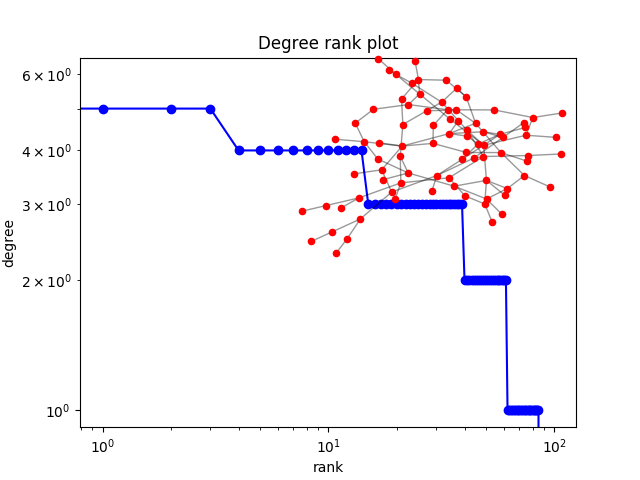 Degree rank plot
6 × 10⁰
4 × 10⁰
3 × 10⁰
2 × 10⁰
10⁰
degree
10⁰ 10¹ 10²
rank